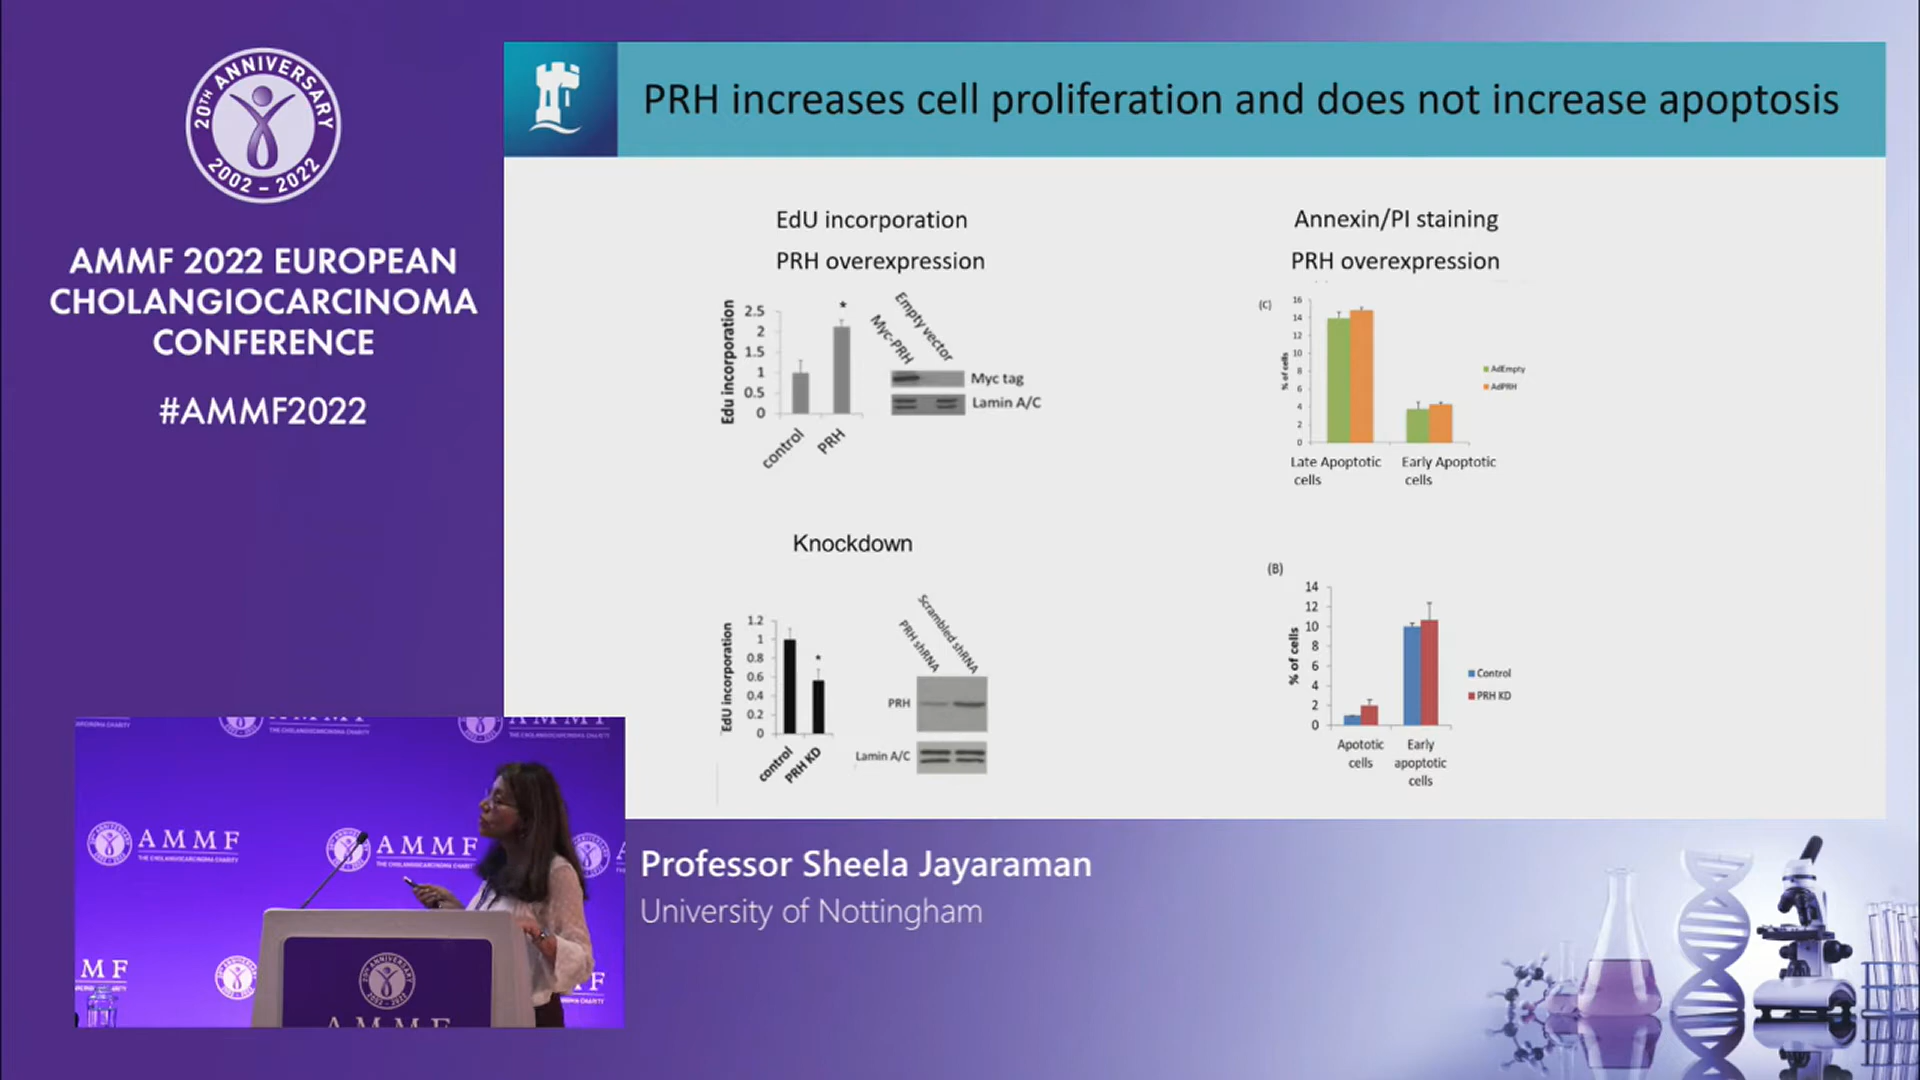 20TH ANNIVERSARY
2002 – 2022
AMMF 2022 EUROPEAN
CHOLANGIOCARCINOMA
CONFERENCE
#AMMF2022
PRH increases cell proliferation and does not increase apoptosis
EdU incorporation
PRH overexpression
Edu incorporation
2.5
2
1.5
1
0.5
0
*
control
PRH
Myc-PRH
Empty vector
Myc tag
Lamin A/C
Annexin/PI staining
PRH overexpression
(C)
% of cells
16
14
12
10
8
6
4
2
0
Late Apoptotic
cells
Early Apoptotic
cells
AdEmpty
AdPRH
Knockdown
EdU incorporation
1.2
1
0.8
0.6
0.4
0.2
0
*
control
PRH KD
PRH shRNA
Scrambled shRNA
PRH
Lamin A/C
(B)
% of cells
14
12
10
8
6
4
2
0
Apototic
cells
Early
apoptotic
cells
Control
PRH KD
AMMF
THE CHOLANGIOCARCINOMA CHARITY
AMMF
THE CHOLANGIOCARCINOMA CHARITY
MF
F
AMMF
Professor Sheela Jayaraman
University of Nottingham